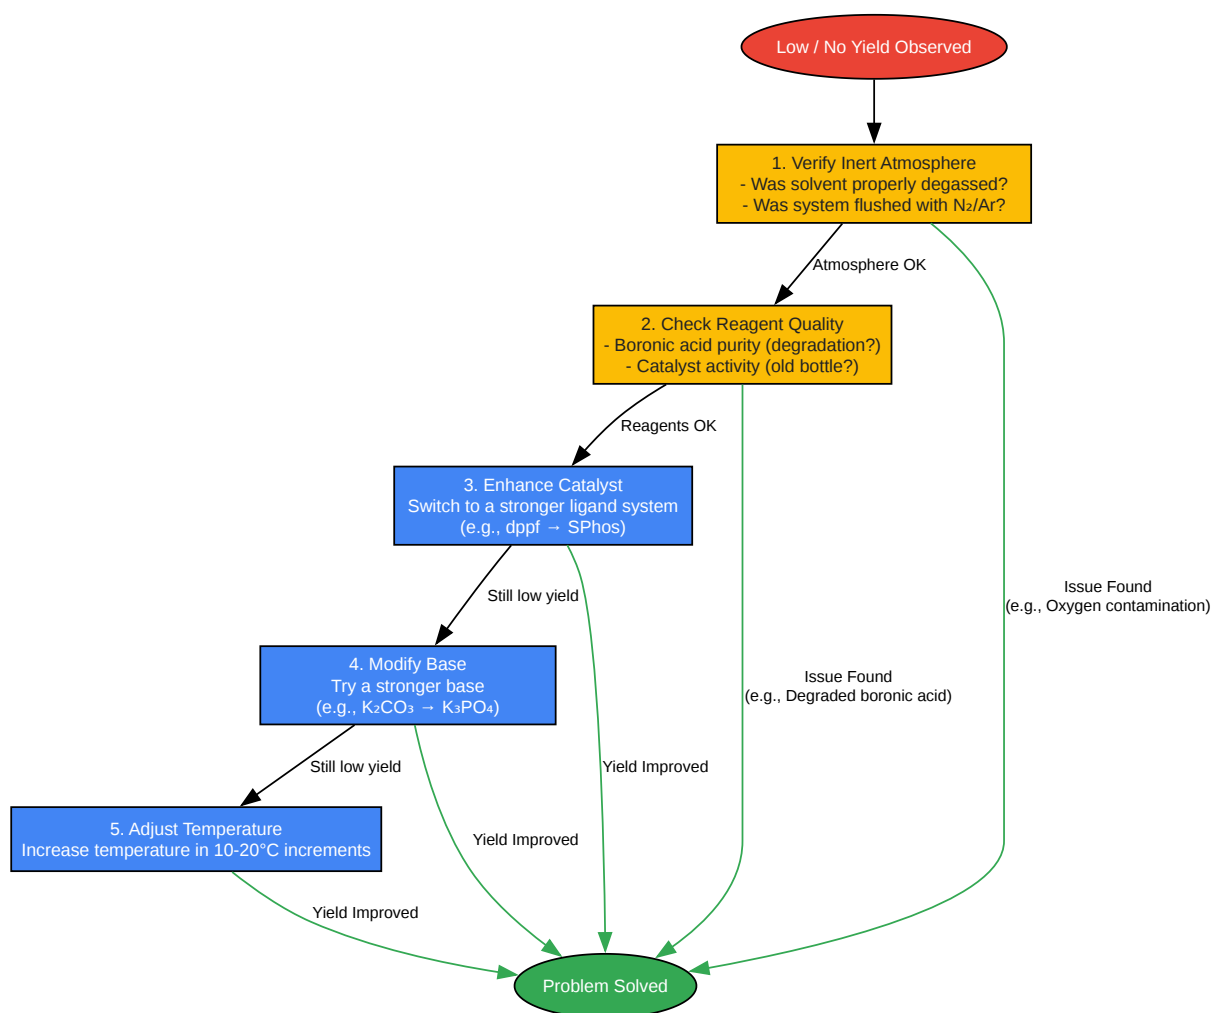 Low / No Yield Observed
1. Verify Inert Atmosphere
- Was solvent properly degassed?
- Was system flushed with N₂/Ar?
Atmosphere OK
2. Check Reagent Quality
- Boronic acid purity (degradation?)
- Catalyst activity (old bottle?)
Reagents OK
3. Enhance Catalyst
Switch to a stronger ligand system
(e.g., dppf → SPhos)
Issue Found
(e.g., Oxygen contamination)
Still low yield
4. Modify Base
Try a stronger base
(e.g., K₂CO₃ → K₃PO₄)
Issue Found
(e.g., Degraded boronic acid)
Still low yield
Yield Improved
5. Adjust Temperature
Increase temperature in 10-20°C increments
Yield Improved
Yield Improved
Problem Solved